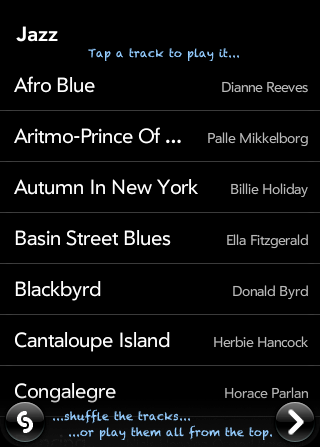 Jazz
Tap a track to play it...
Afro Blue Dianne Reeves
Aritmo-Prince Of ... Palle Mikkelborg
Autumn In New York Billie Holiday
Basin Street Blues Ella Fitzgerald
Blackbyrd Donald Byrd
Cantaloupe Island Herbie Hancock
Congalegre Horace Parlan
...shuffle the tracks...
...or play them all from the top.